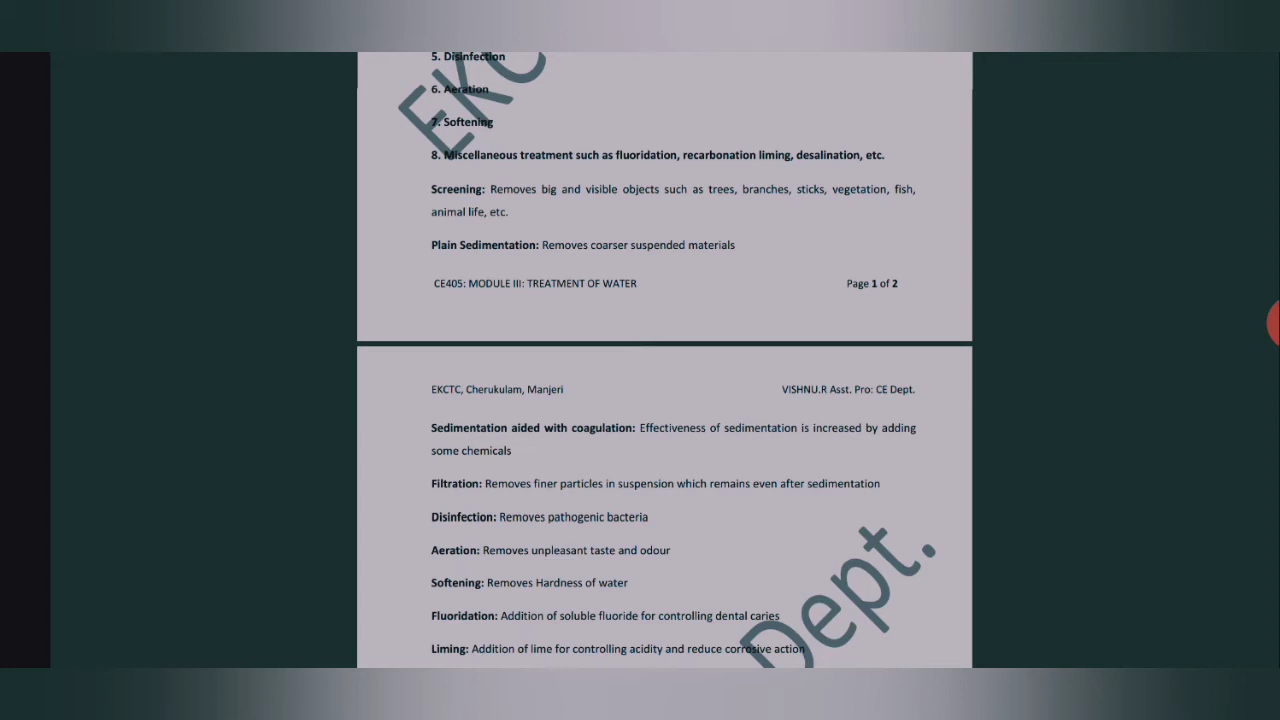 5. Disinfection
6. Aeration
7. Softening
8. Miscellaneous treatment such as fluoridation, recarbonation liming, desalination, etc.
Screening: Removes big and visible objects such as trees, branches, sticks, vegetation, fish,
animal life, etc.
Plain Sedimentation: Removes coarser suspended materials
CE405: MODULE III: TREATMENT OF WATER Page 1 of 2
EKCTC, Cherukulam, Manjeri VISHNU.R Asst. Pro: CE Dept.
Sedimentation aided with coagulation: Effectiveness of sedimentation is increased by adding
some chemicals
Filtration: Removes finer particles in suspension which remains even after sedimentation
Disinfection: Removes pathogenic bacteria
Aeration: Removes unpleasant taste and odour
Softening: Removes Hardness of water
Fluoridation: Addition of soluble fluoride for controlling dental caries
Liming: Addition of lime for controlling acidity and reduce corrosive action
EKC
Dept.